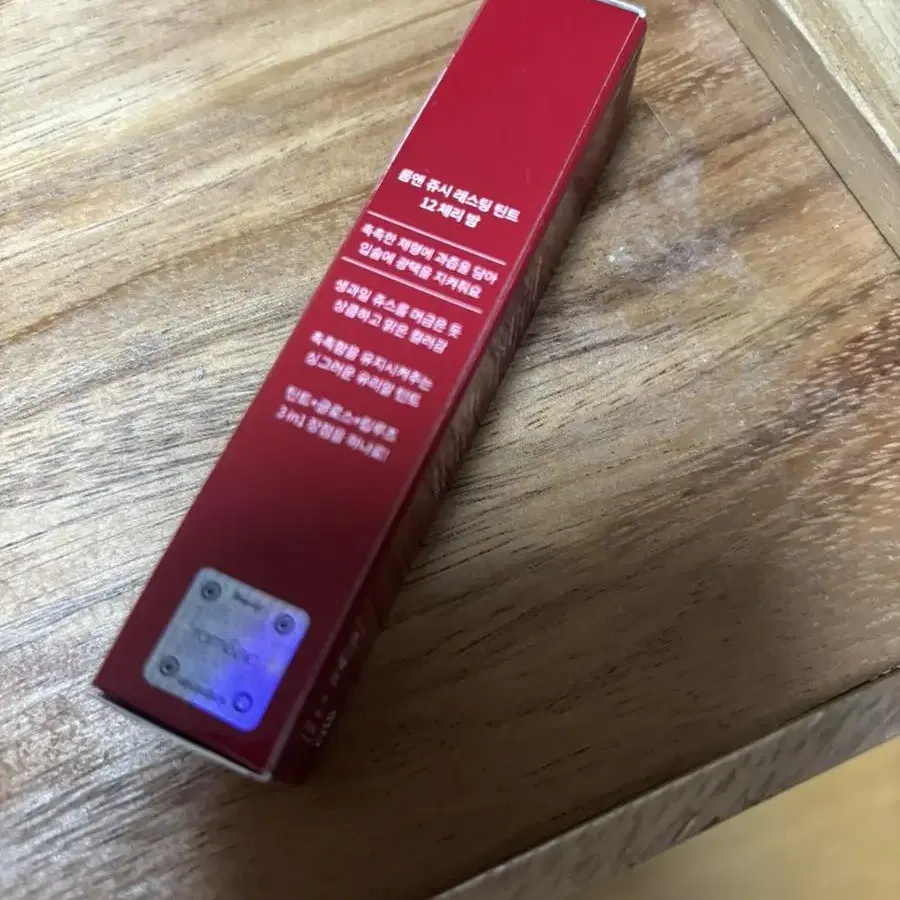 롬앤 쥬시 래스팅 틴트
12 체리 밤
촉촉한 제형에 과즙을 담아
입술에 광택을 지켜줘요
생과일 쥬스를 머금은 듯
상큼하고 맑은 컬러감
촉촉함을 유지시켜주는
싱그러운 유리알 틴트
틴트+글로스+립루즈
3 in 1 장점을 하나로!